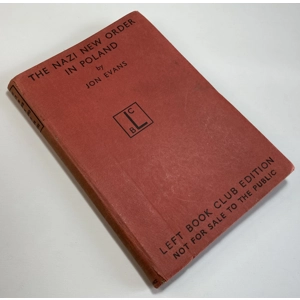 THE NAZI NEW ORDER
IN POLAND
by
JON EVANS
L
C
B
LEFT BOOK CLUB EDITION
NOT FOR SALE TO THE PUBLIC